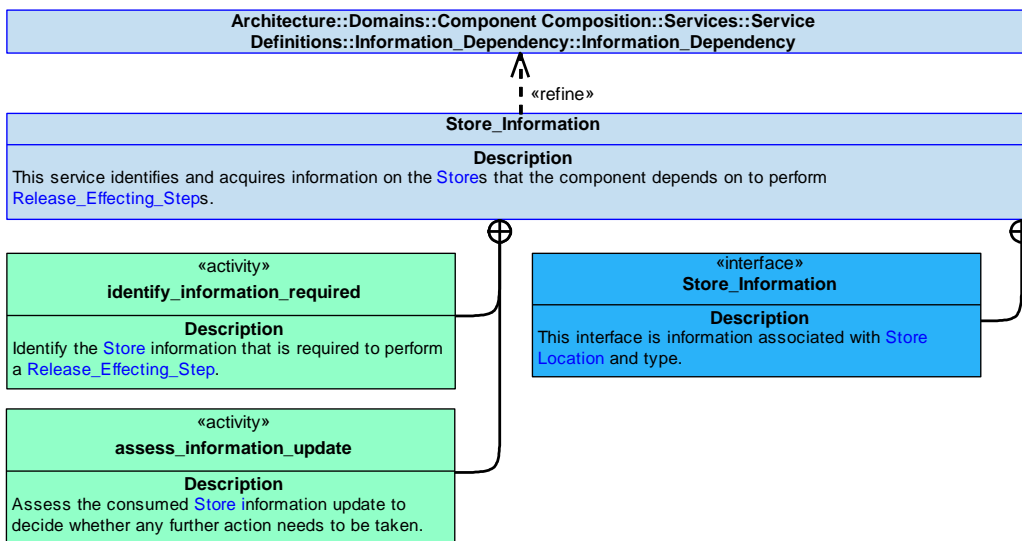 Architecture::Domains::Component Composition::Services::Service
Definitions::Information_Dependency::Information_Dependency
«refine»
Store_Information
Description
This service identifies and acquires information on the Stores that the component depends on to perform
Release_Effecting_Steps.
«activity»
identify_information_required
Description
Identify the Store information that is required to perform
a Release_Effecting_Step.
«interface»
Store_Information
Description
This interface is information associated with Store
Location and type.
«activity»
assess_information_update
Description
Assess the consumed Store information update to
decide whether any further action needs to be taken.